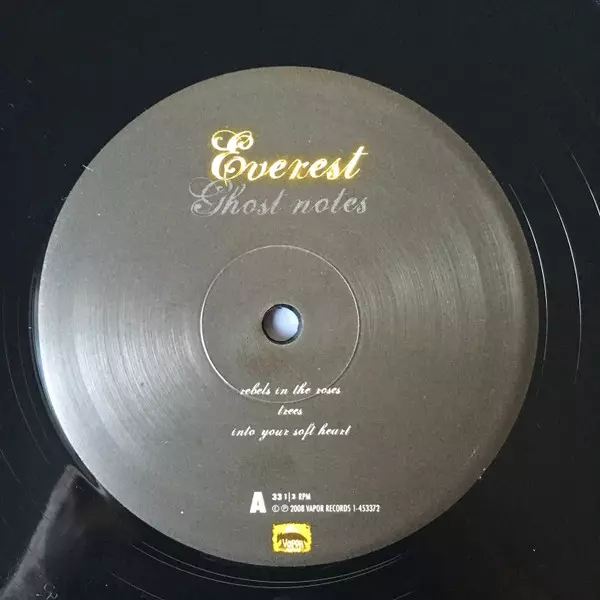 Everest
Ghost notes
rebels in the roses
trees
into your soft heart
A 33 1|3 RPM
© ℗ 2008 VAPOR RECORDS 1-453372
Vapor